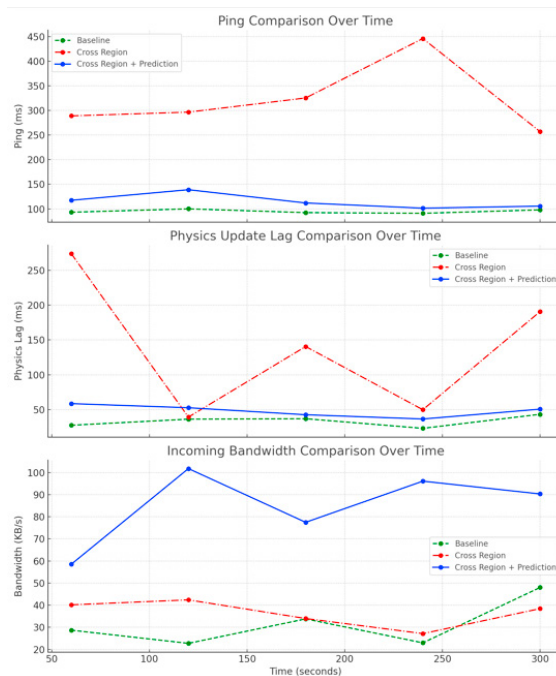 Ping Comparison Over Time
450
400
350
300
250
200
150
100
Ping (ms)
Baseline
Cross Region
Cross Region + Prediction
Physics Update Lag Comparison Over Time
250
200
150
100
50
Physics Lag (ms)
Baseline
Cross Region
Cross Region + Prediction
Incoming Bandwidth Comparison Over Time
100
90
80
70
60
50
40
30
20
Bandwidth (KB/s)
Baseline
Cross Region
Cross Region + Prediction
50 100 150 200 250 300
Time (seconds)